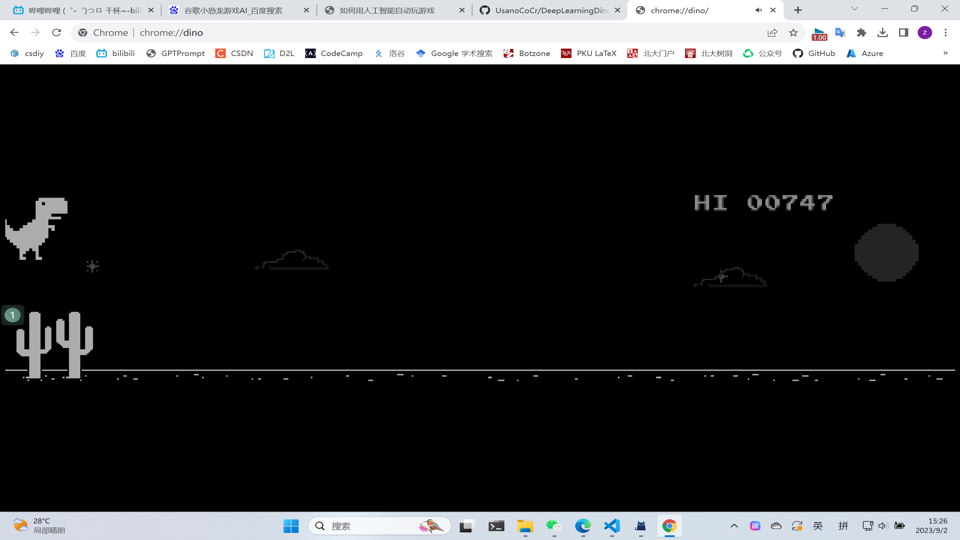 哔哩哔哩 (゜-゜)つロ 干杯~-bili
谷歌小恐龙游戏AI_百度搜索
如何用人工智能自动玩游戏
UsanoCoCr/DeepLearningDin
chrome://dino/
Chrome | chrome://dino
1.00
z
csdiy
百度
bilibili
GPTPrompt
CSDN
D2L
CodeCamp
洛谷
Google 学术搜索
Botzone
PKU LaTeX
北大门户
北大树洞
公众号
GitHub
Azure
»
HI 00747
1
28°C
局部晴朗
搜索
英
拼
15:26
2023/9/2